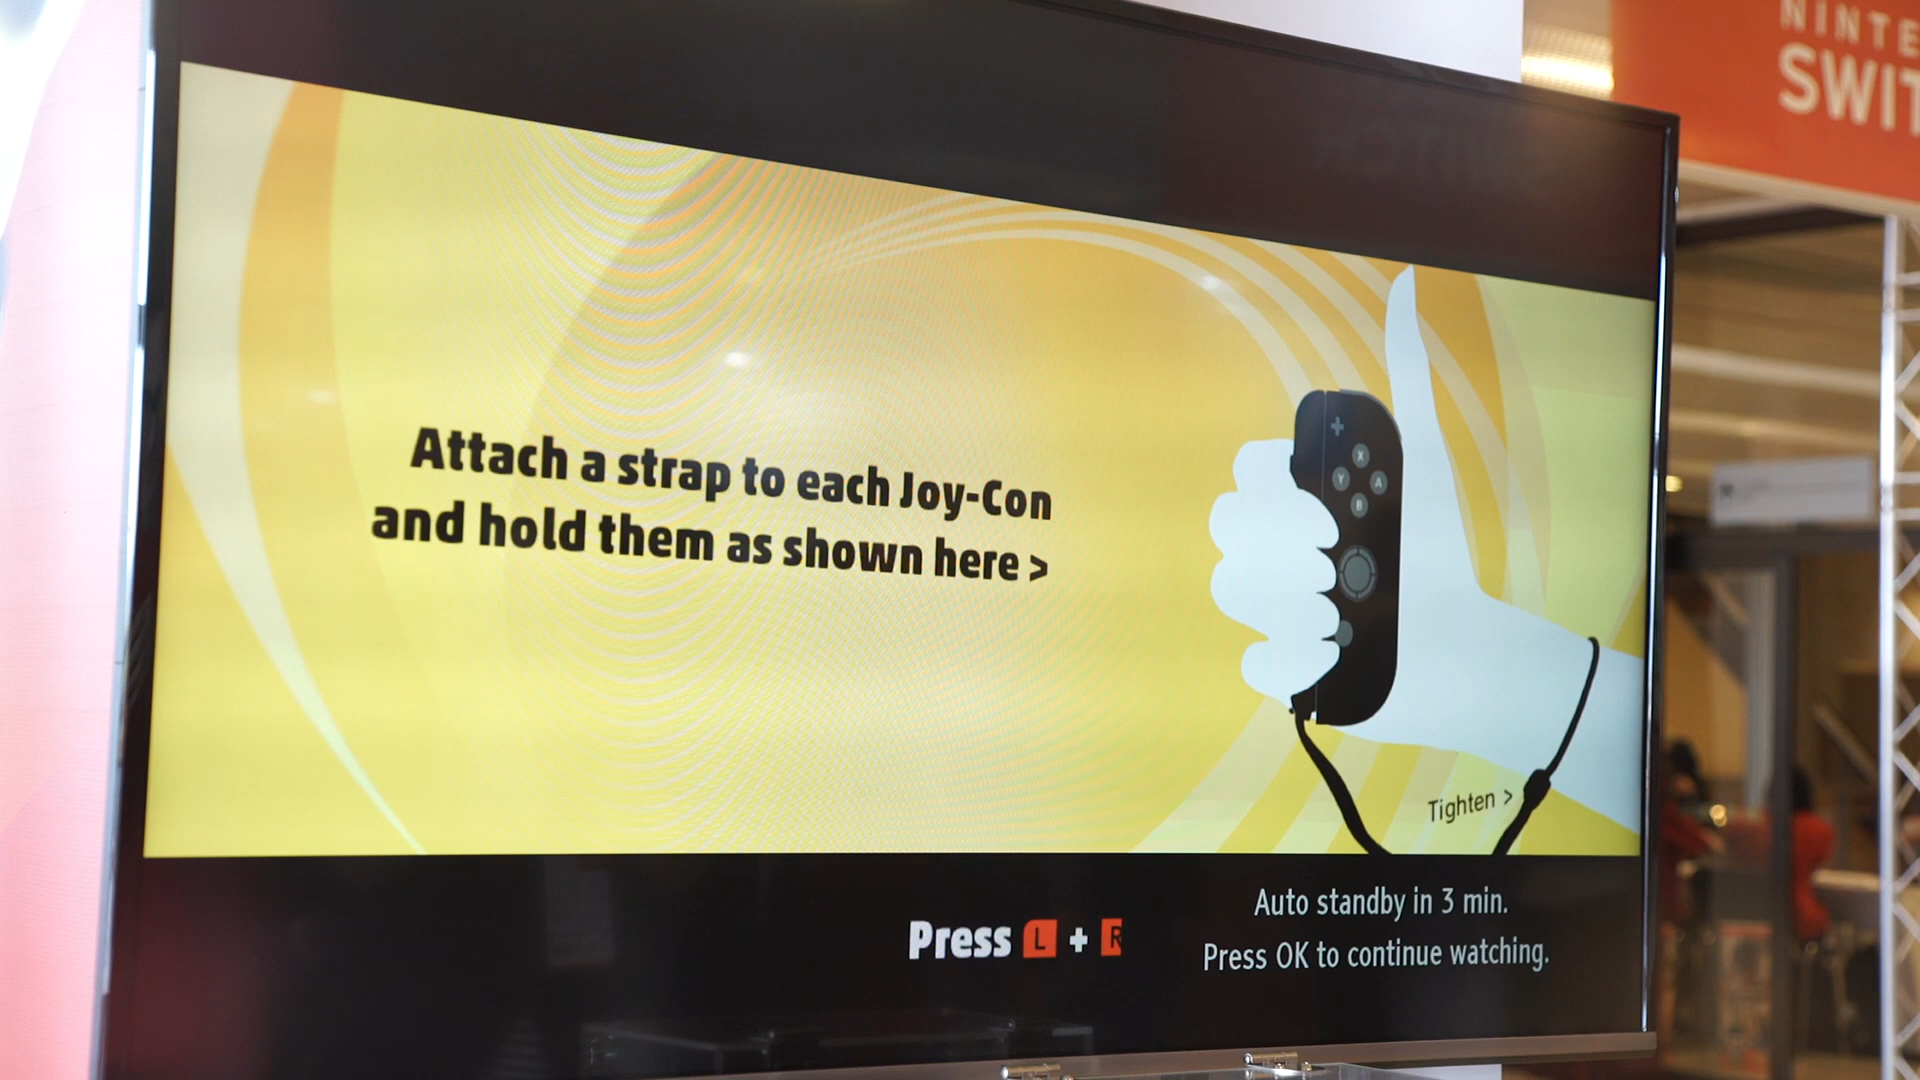 NINTE
SWIT
Attach a strap to each Joy-Con
and hold them as shown here >
+
X
Y
A
B
Tighten >
Press L + R
Auto standby in 3 min.
Press OK to continue watching.